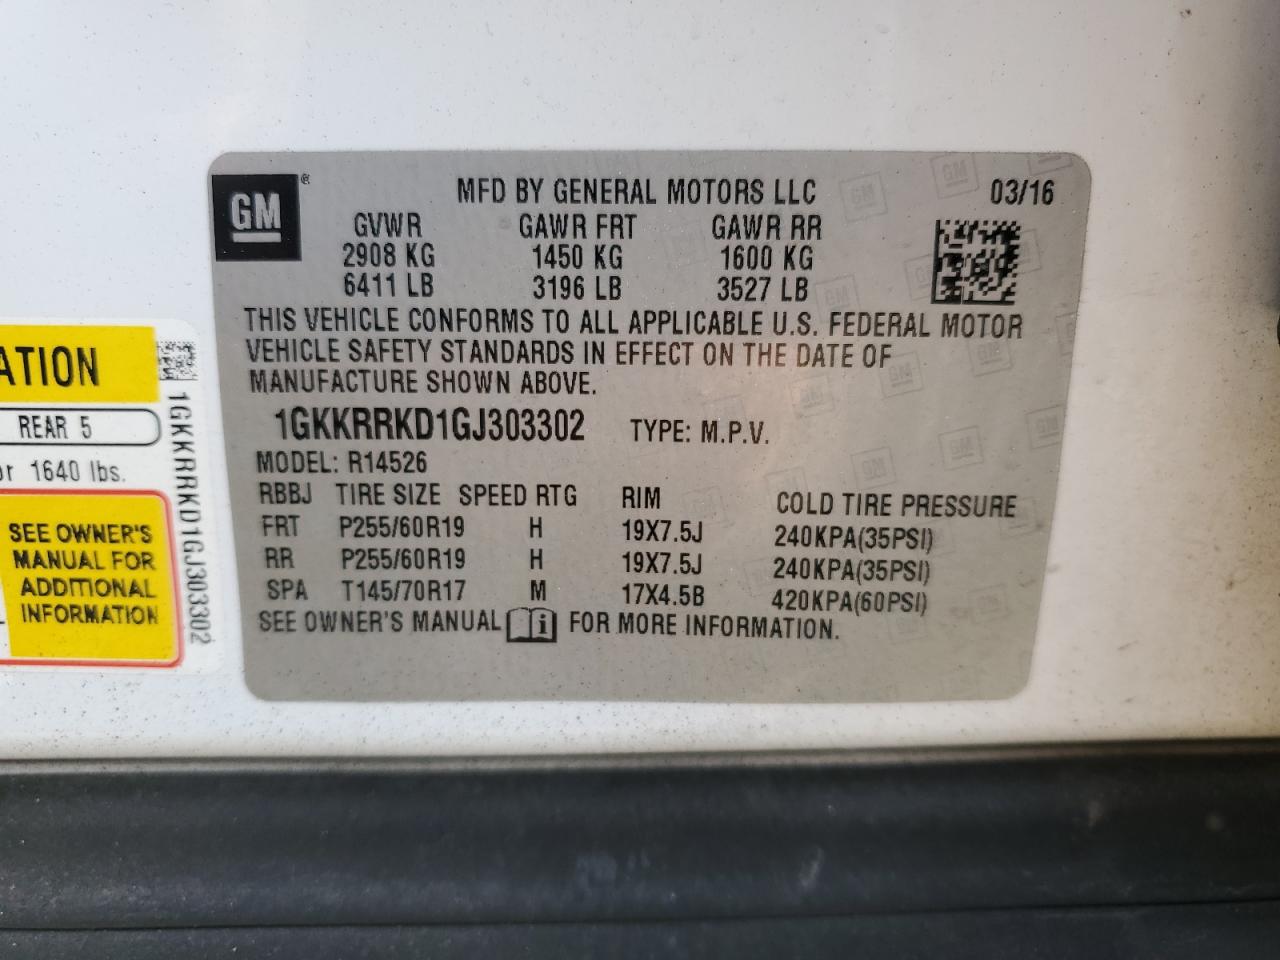 GM®
MFD BY GENERAL MOTORS LLC 03/16
GVWR GAWR FRT GAWR RR
2908 KG 1450 KG 1600 KG
6411 LB 3196 LB 3527 LB
THIS VEHICLE CONFORMS TO ALL APPLICABLE U.S. FEDERAL MOTOR
VEHICLE SAFETY STANDARDS IN EFFECT ON THE DATE OF
MANUFACTURE SHOWN ABOVE.
1GKKRRKD1GJ303302 TYPE: M.P.V.
MODEL: R14526
RBBJ TIRE SIZE SPEED RTG RIM COLD TIRE PRESSURE
FRT P255/60R19 H 19X7.5J 240KPA(35PSI)
RR P255/60R19 H 19X7.5J 240KPA(35PSI)
SPA T145/70R17 M 17X4.5B 420KPA(60PSI)
SEE OWNER'S MANUAL i FOR MORE INFORMATION.
ATION
REAR 5
or 1640 lbs.
SEE OWNER'S
MANUAL FOR
ADDITIONAL
INFORMATION
1GKKRRKD1GJ303302